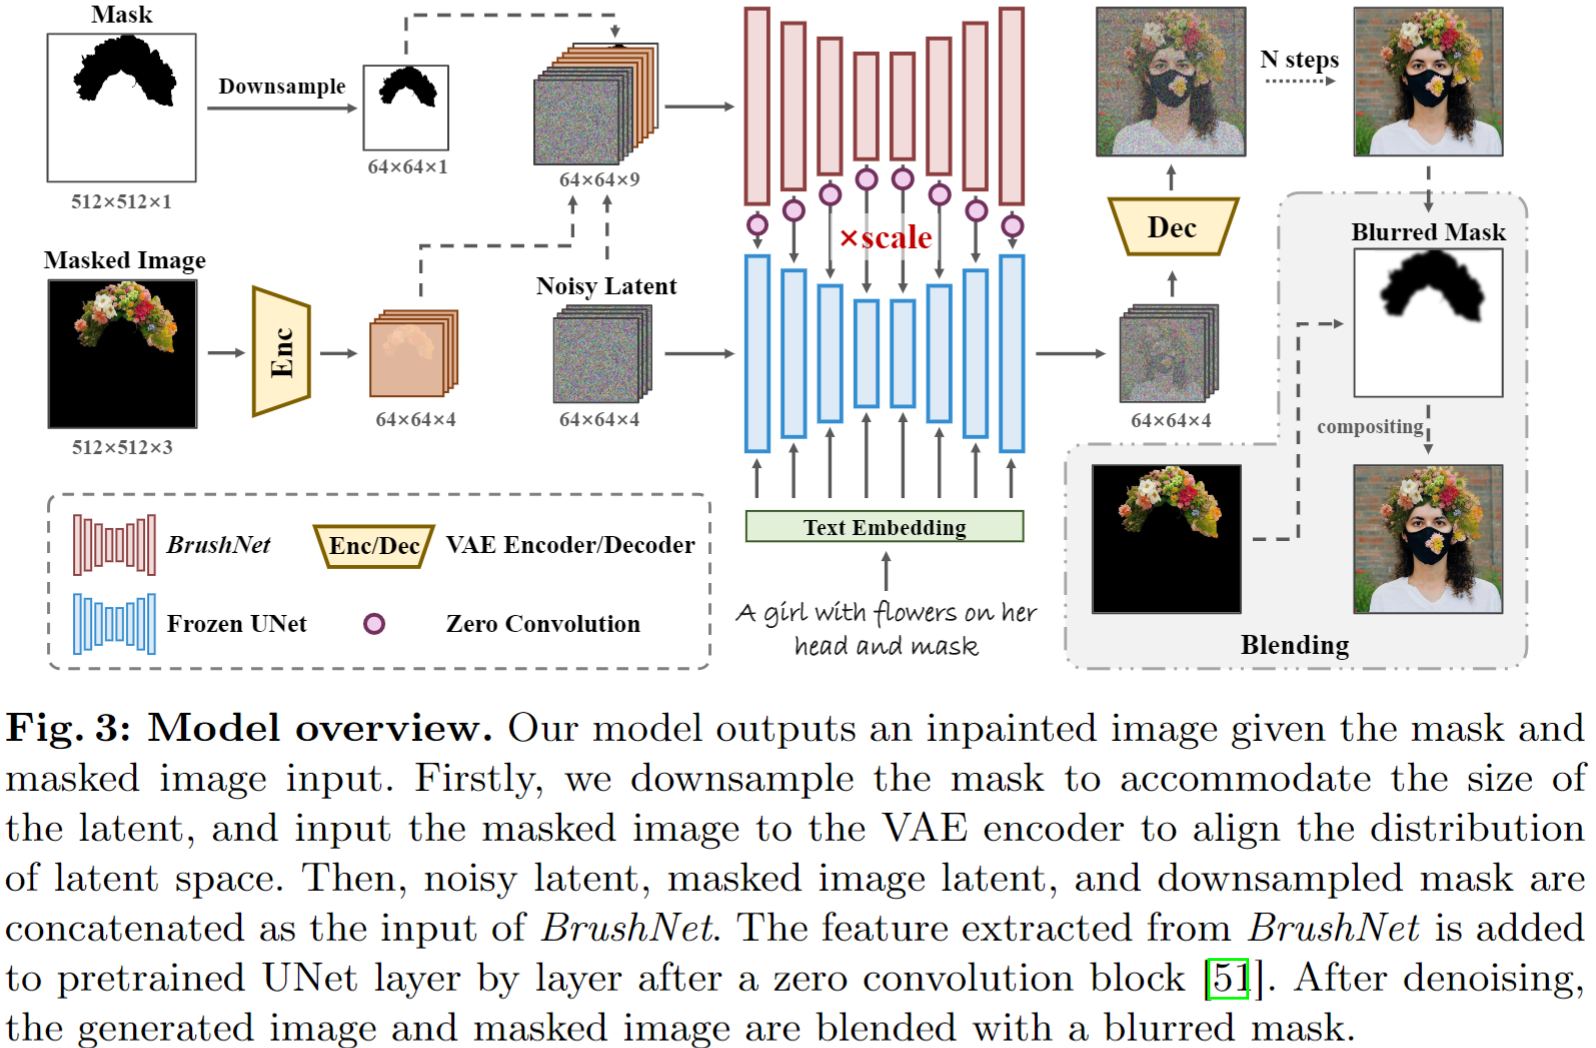 Mask
Downsample
64×64×1
512×512×1
64×64×9
Masked Image
Enc
512×512×3
64×64×4
Noisy Latent
64×64×4
×scale
Text Embedding
A girl with flowers on her
head and mask
N steps
Dec
64×64×4
Blurred Mask
compositing
Blending
BrushNet
Enc/Dec
VAE Encoder/Decoder
Frozen UNet
Zero Convolution
Fig. 3: Model overview. Our model outputs an inpainted image given the mask and
masked image input. Firstly, we downsample the mask to accommodate the size of
the latent, and input the masked image to the VAE encoder to align the distribution
of latent space. Then, noisy latent, masked image latent, and downsampled mask are
concatenated as the input of BrushNet. The feature extracted from BrushNet is added
to pretrained UNet layer by layer after a zero convolution block [51]. After denoising,
the generated image and masked image are blended with a blurred mask.